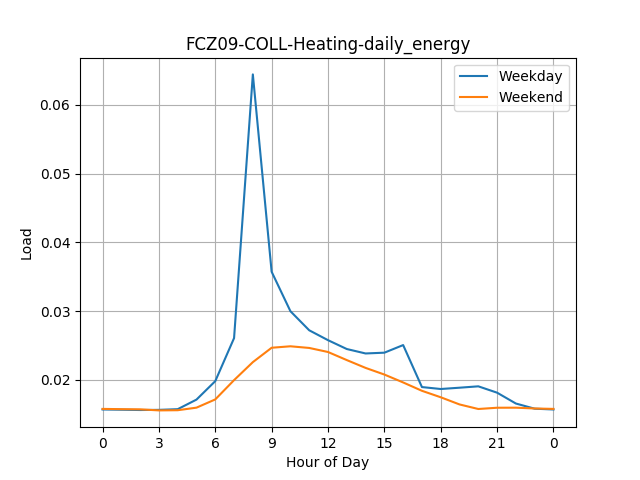 FCZ09-COLL-Heating-daily_energy
Weekday
Weekend
0.06
0.05
0.04
0.03
0.02
Load
0 3 6 9 12 15 18 21 0
Hour of Day